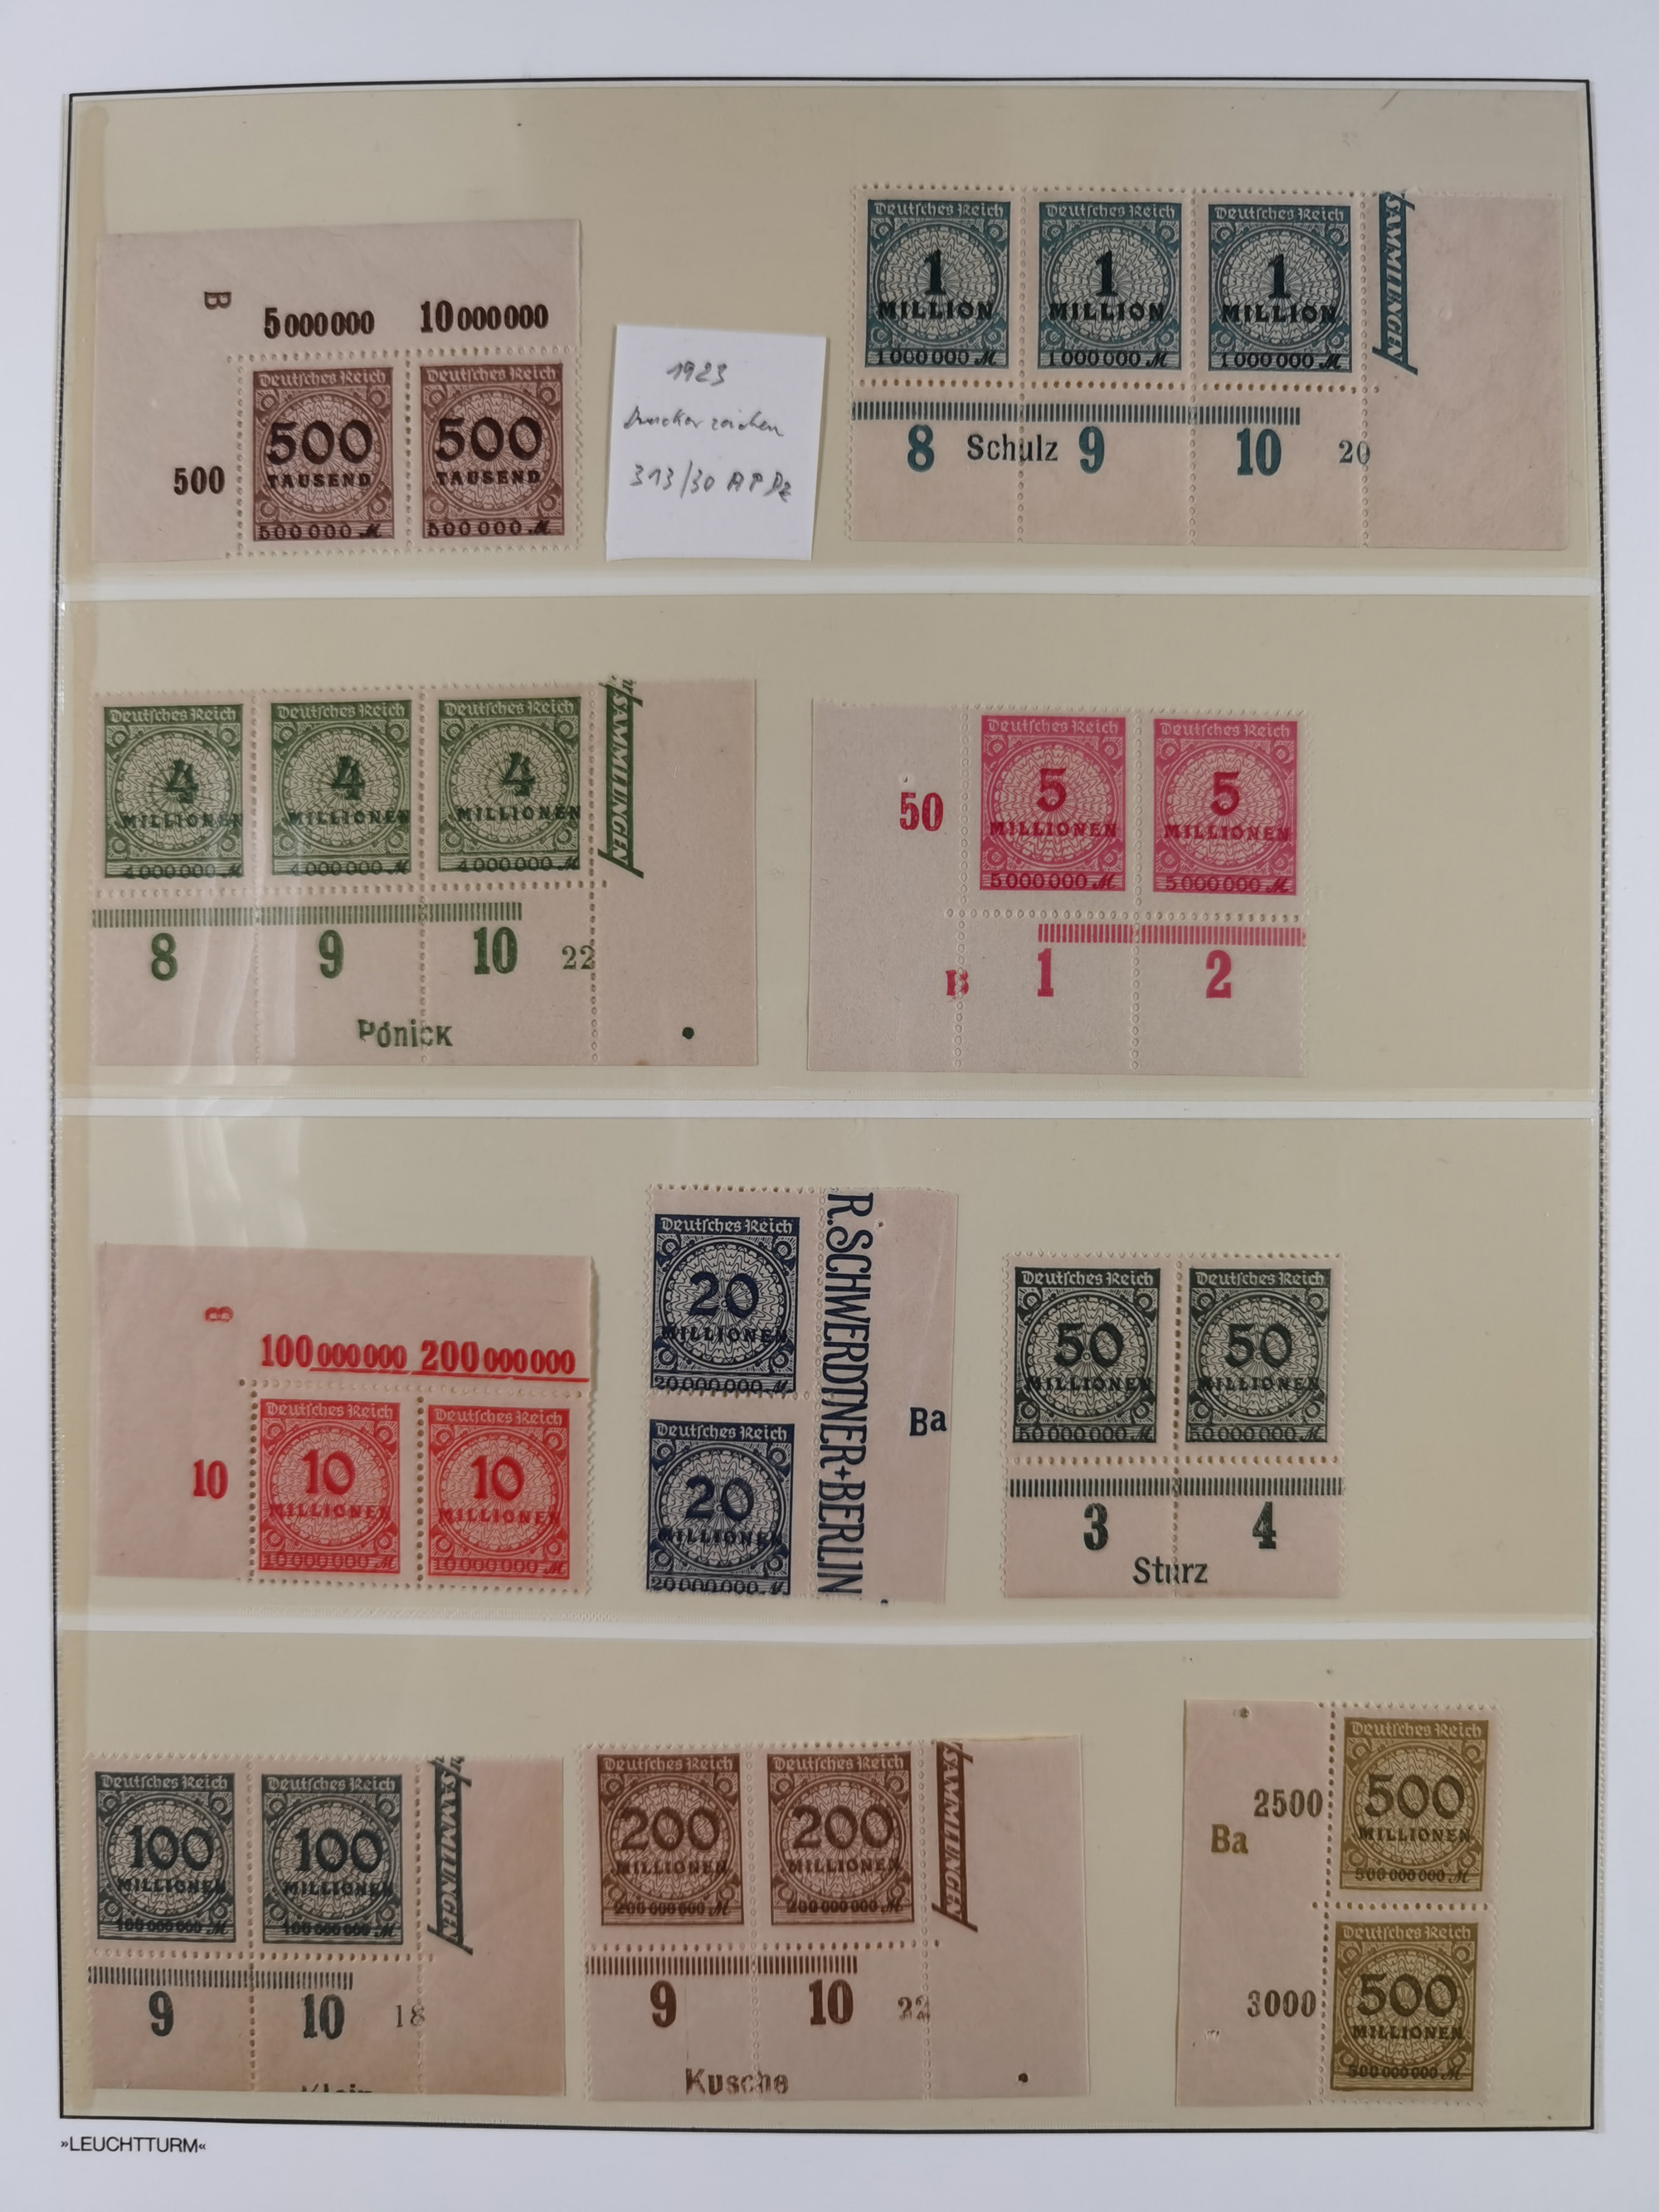 B
5000000 10000000
500
Deutsches Reich Deutsches Reich
500 500
TAUSEND TAUSEND
500000 M 500000 M
1923
Druckerzeichen
313/30 A P Dz
Deutsches Reich Deutsches Reich Deutsches Reich
1 1 1
MILLION MILLION MILLION
1000000 M 1000000 M 1000000 M
SAMMLUNGEN
8 Schulz 9 10 20
Deutsches Reich Deutsches Reich Deutsches Reich
4 4 4
MILLIONEN MILLIONEN MILLIONEN
4000000 M 4000000 M 4000000 M
SAMMLUNGEN
8 9 10 22
Pönick
50
Deutsches Reich Deutsches Reich
5 5
MILLIONEN MILLIONEN
5000000 M 5000000 M
B 1 2
B
100000000 200000000
10
Deutsches Reich Deutsches Reich
10 10
MILLIONEN MILLIONEN
10000000 M 10000000 M
Deutsches Reich
20
MILLIONEN
20000000 M
Deutsches Reich
20
MILLIONEN
20000000 M
R.SCHWERDTNER+BERLIN
Ba
Deutsches Reich Deutsches Reich
50 50
MILLIONEN MILLIONEN
50000000 M 50000000 M
3 4
Sturz
Deutsches Reich Deutsches Reich
100 100
MILLIONEN MILLIONEN
100000000 M 100000000 M
SAMMLUNGEN
9 10 18
Deutsches Reich Deutsches Reich
200 200
MILLIONEN MILLIONEN
200000000 M 200000000 M
SAMMLUNGEN
9 10 22
Kusche
2500
Ba
Deutsches Reich
500
MILLIONEN
500000000 M
3000
Deutsches Reich
500
MILLIONEN
500000000 M
»LEUCHTTURM«